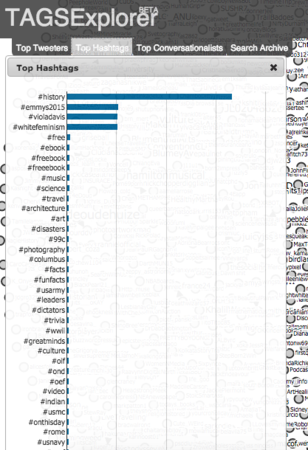 TAGSExplorer BETA
Top Tweeters Top Hashtags Top Conversationalists Search Archive
Top Hashtags
#history
#emmys2015
#violadavis
#whitefeminism
#free
#ebook
#freebook
#freeebook
#music
#science
#travel
#architecture
#art
#disasters
#99c
#photography
#columbus
#facts
#funfacts
#usarmy
#leaders
#dictators
#trivia
#wwii
#greatminds
#culture
#oif
#ond
#oef
#video
#indian
#usmc
#onthisday
#rome
#usnavy